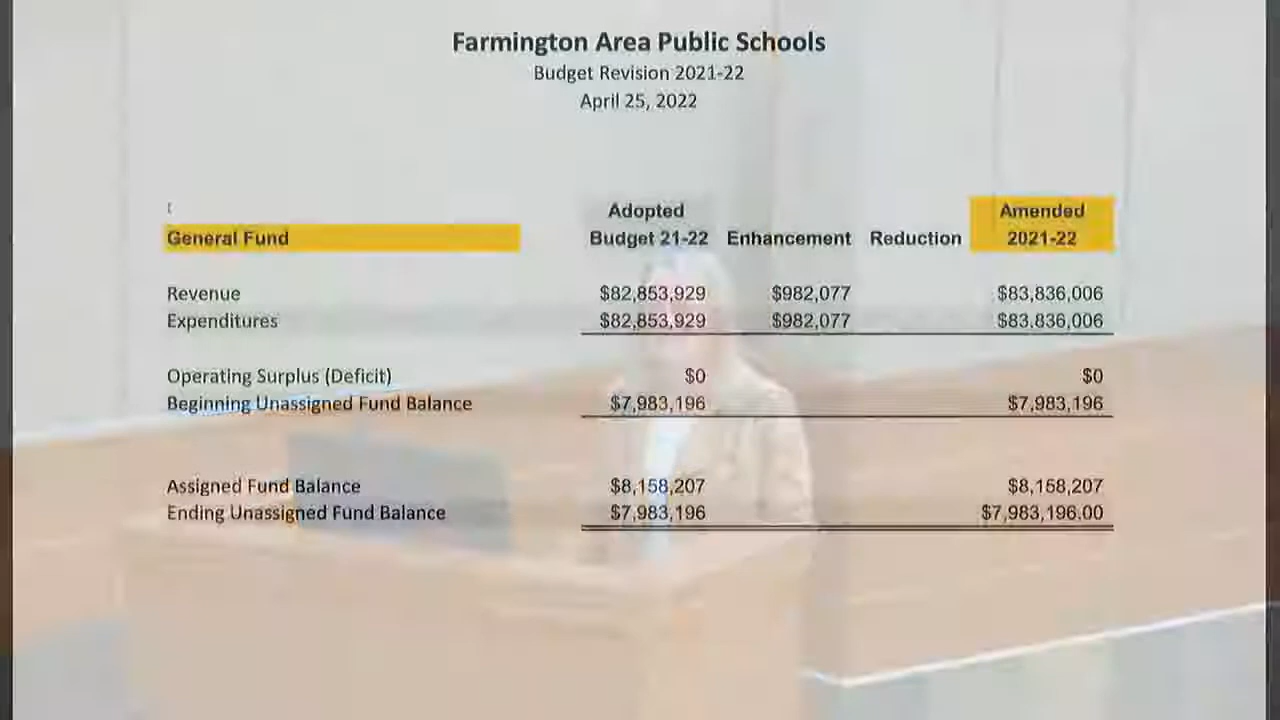 Farmington Area Public Schools
Budget Revision 2021-22
April 25, 2022
Adopted Amended
General Fund Budget 21-22 Enhancement Reduction 2021-22
Revenue $82,853,929 $982,077 $83,836,006
Expenditures $82,853,929 $982,077 $83.836,006
Operating Surplus (Deficit) $0 $0
Beginning Unassigned Fund Balance $7,983,196 $7,983,196
Assigned Fund Balance $8,158,207 $8,158,207
Ending Unassigned Fund Balance $7,983,196 $7,983,196.00